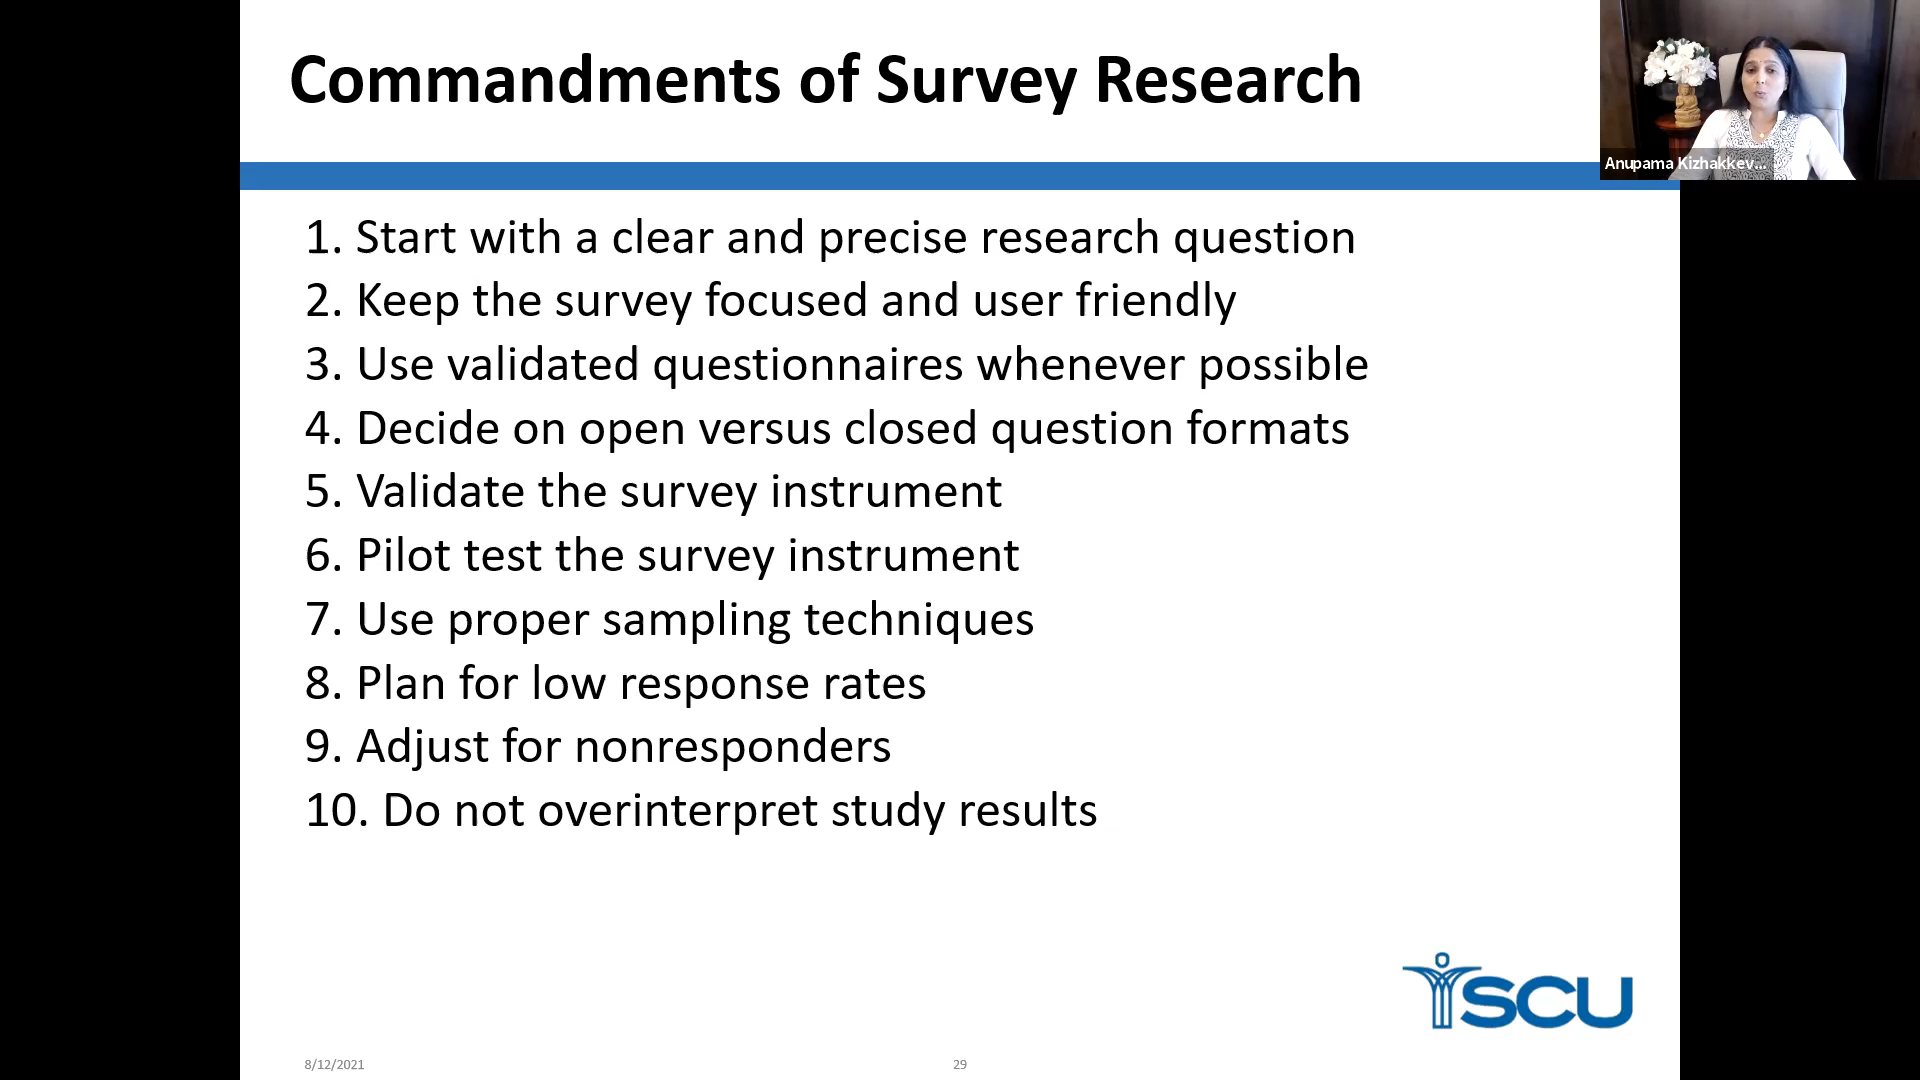 Commandments of Survey Research
Anupama Kizhakkev...
1. Start with a clear and precise research question
2. Keep the survey focused and user friendly
3. Use validated questionnaires whenever possible
4. Decide on open versus closed question formats
5. Validate the survey instrument
6. Pilot test the survey instrument
7. Use proper sampling techniques
8. Plan for low response rates
9. Adjust for nonresponders
10. Do not overinterpret study results
SCU
8/12/2021
29